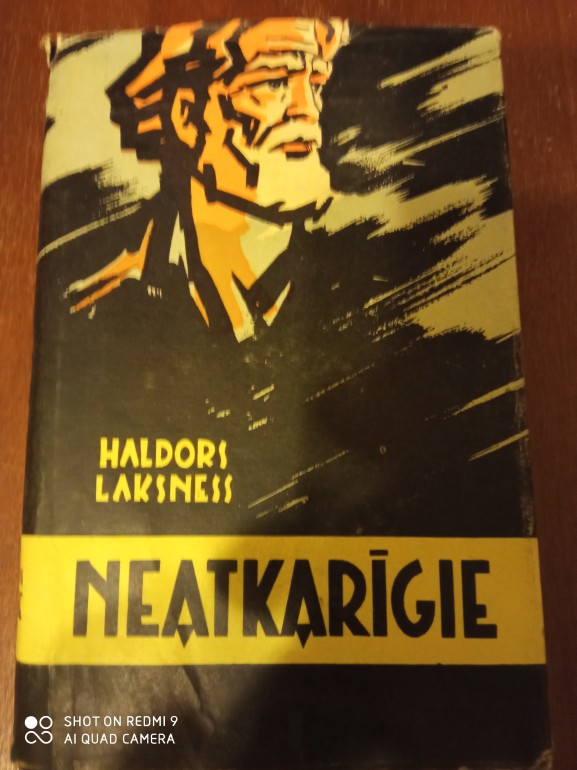 HALDORS
LAKSNESS
NEATKARĪGIE
SHOT ON REDMI 9
AI QUAD CAMERA